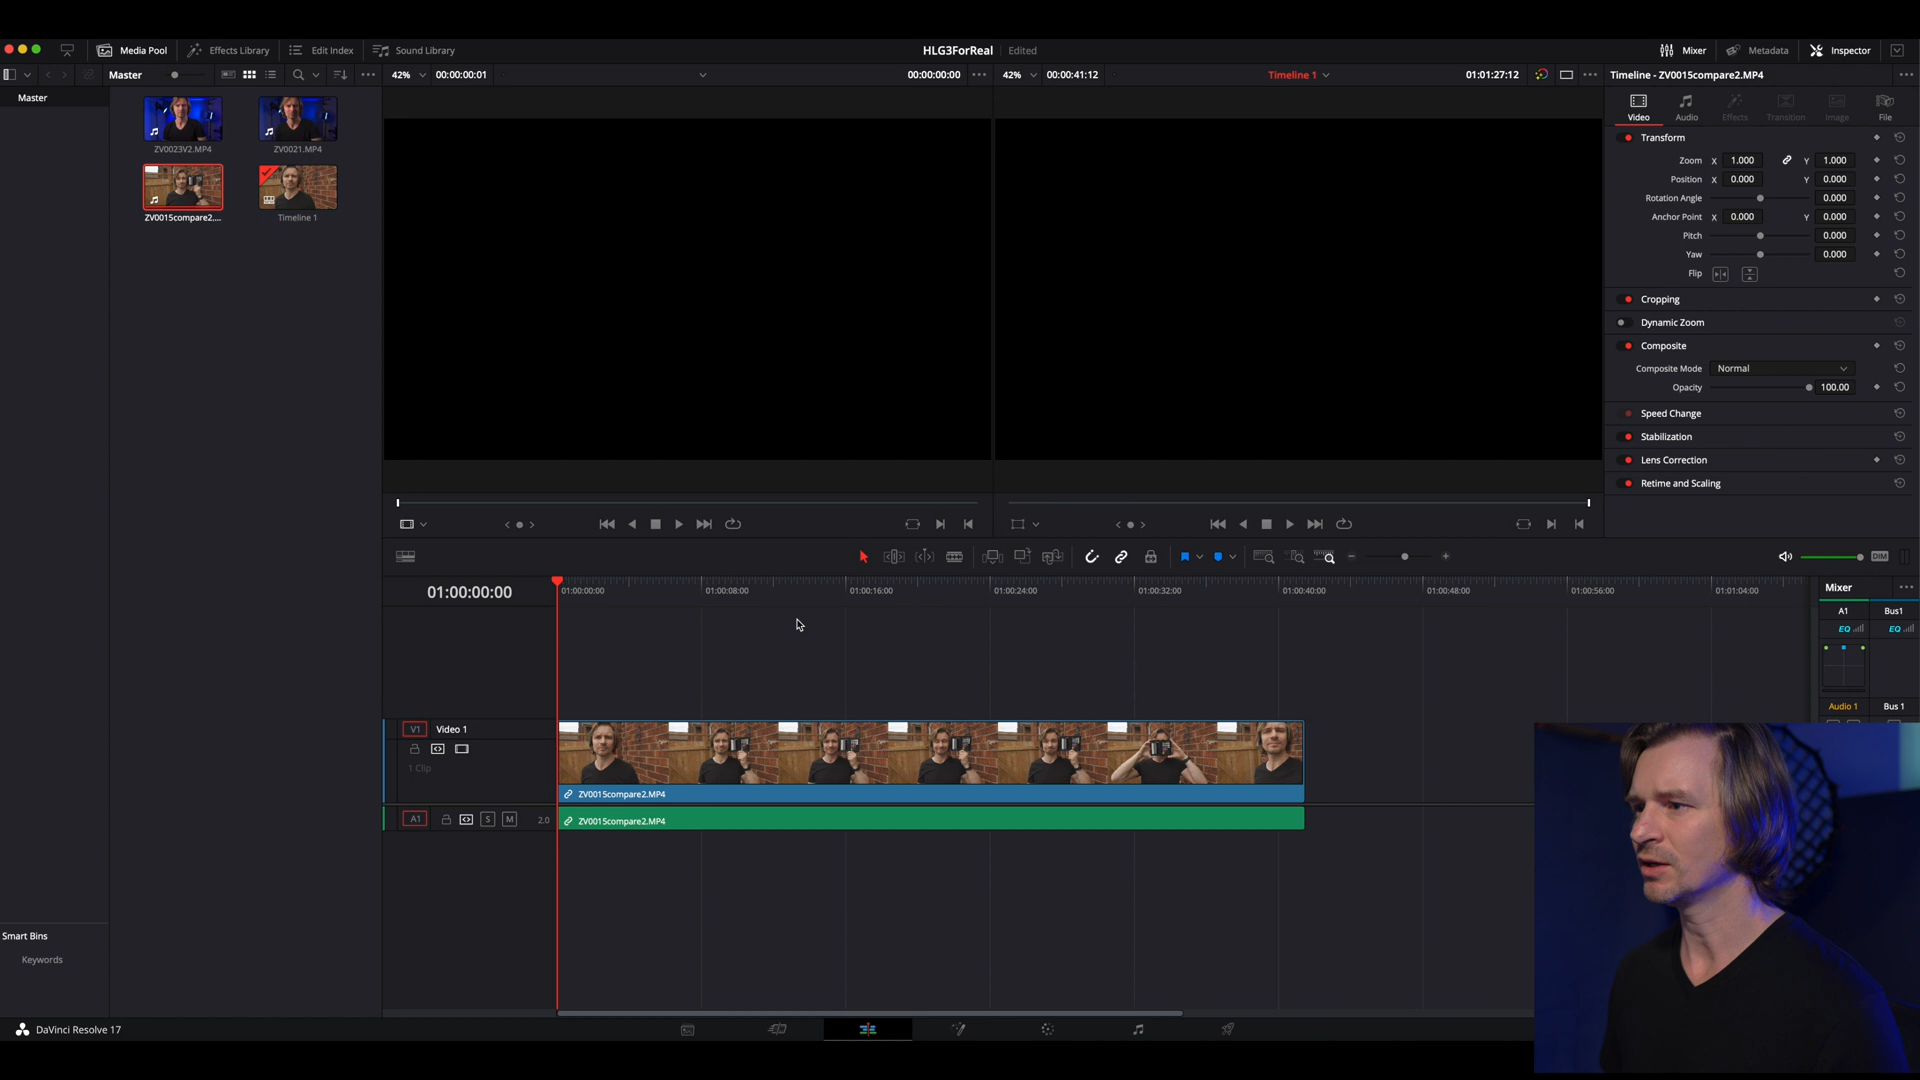 Media Pool Effects Library Edit Index Sound Library HLG3ForReal Edited Mixer Metadata Inspector
Master 42% 00:00:00:01 00:00:00:00 42% 00:00:41:12 Timeline 1 01:01:27:12 Timeline - ZV0015compare2.MP4
Master
ZV0023V2.MP4 ZV0021.MP4
ZV0015compare2.... Timeline 1
Video Audio Effects Transition Image File
Transform
Zoom X 1.000 Y 1.000
Position X 0.000 Y 0.000
Rotation Angle 0.000
Anchor Point X 0.000 Y 0.000
Pitch 0.000
Yaw 0.000
Flip
Cropping
Dynamic Zoom
Composite
Composite Mode Normal
Opacity 100.00
Speed Change
Stabilization
Lens Correction
Retime and Scaling
DIM
01:00:00:00 01:00:00:00 01:00:08:00 01:00:16:00 01:00:24:00 01:00:32:00 01:00:40:00 01:00:48:00 01:00:56:00 01:01:04:00
Mixer
A1 Bus1
EQ EQ
Audio 1 Bus 1
V1 Video 1
1 Clip
ZV0015compare2.MP4
A1 S M 2.0 ZV0015compare2.MP4
Smart Bins
Keywords
DaVinci Resolve 17